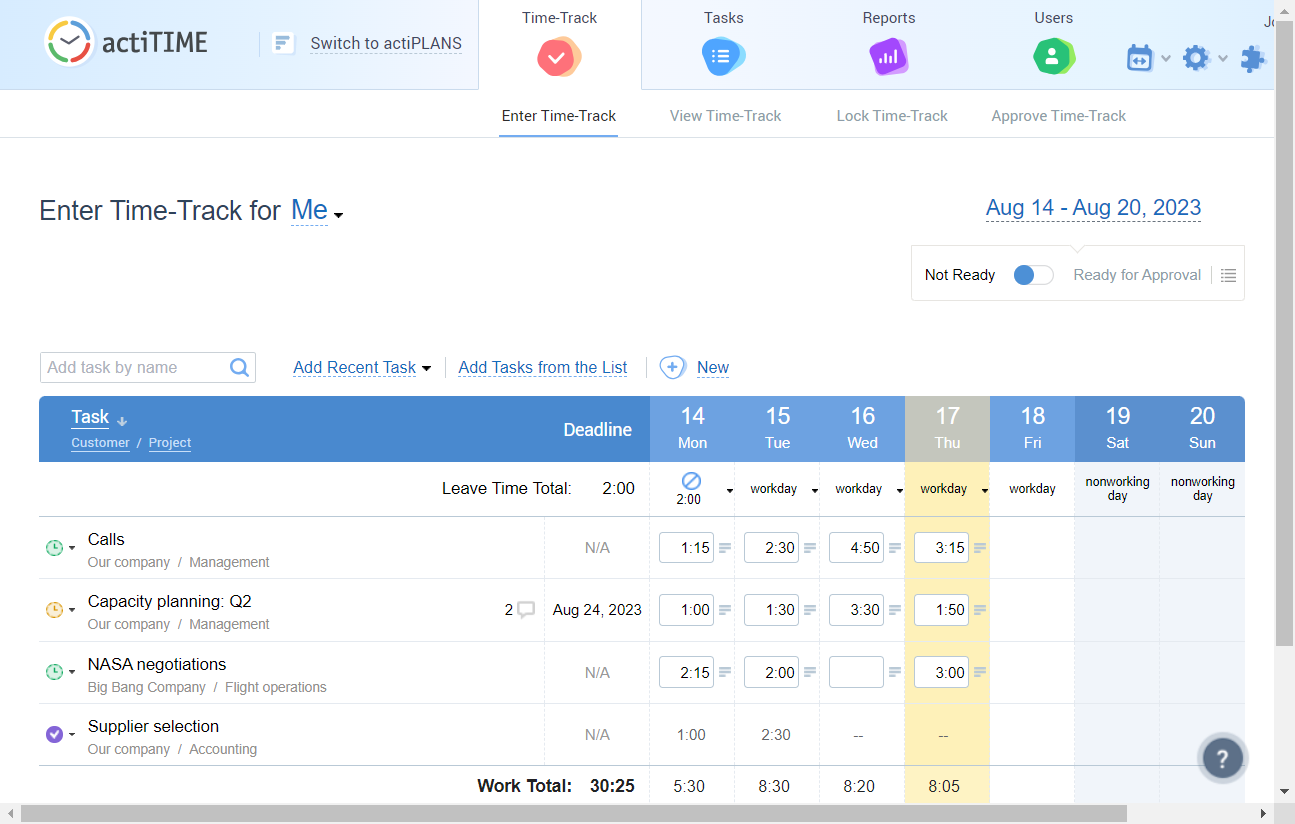 actiTIME
Switch to actiPLANS
Time-Track
Tasks
Reports
Users
Enter Time-Track
View Time-Track
Lock Time-Track
Approve Time-Track
Enter Time-Track for Me
Aug 14 - Aug 20, 2023
Not Ready
Ready for Approval
Add task by name
Add Recent Task
Add Tasks from the List
New
Task
Customer / Project
Deadline
14 15 16 17 18 19 20
Mon Tue Wed Thu Fri Sat Sun
Leave Time Total: 2:00
2:00 workday workday workday workday nonworking day nonworking day
Calls
Our company / Management
N/A 1:15 2:30 4:50 3:15
Capacity planning: Q2
Our company / Management
2 Aug 24, 2023 1:00 1:30 3:30 1:50
NASA negotiations
Big Bang Company / Flight operations
N/A 2:15 2:00 3:00
Supplier selection
Our company / Accounting
N/A 1:00 2:30 -- --
Work Total: 30:25 5:30 8:30 8:20 8:05
?